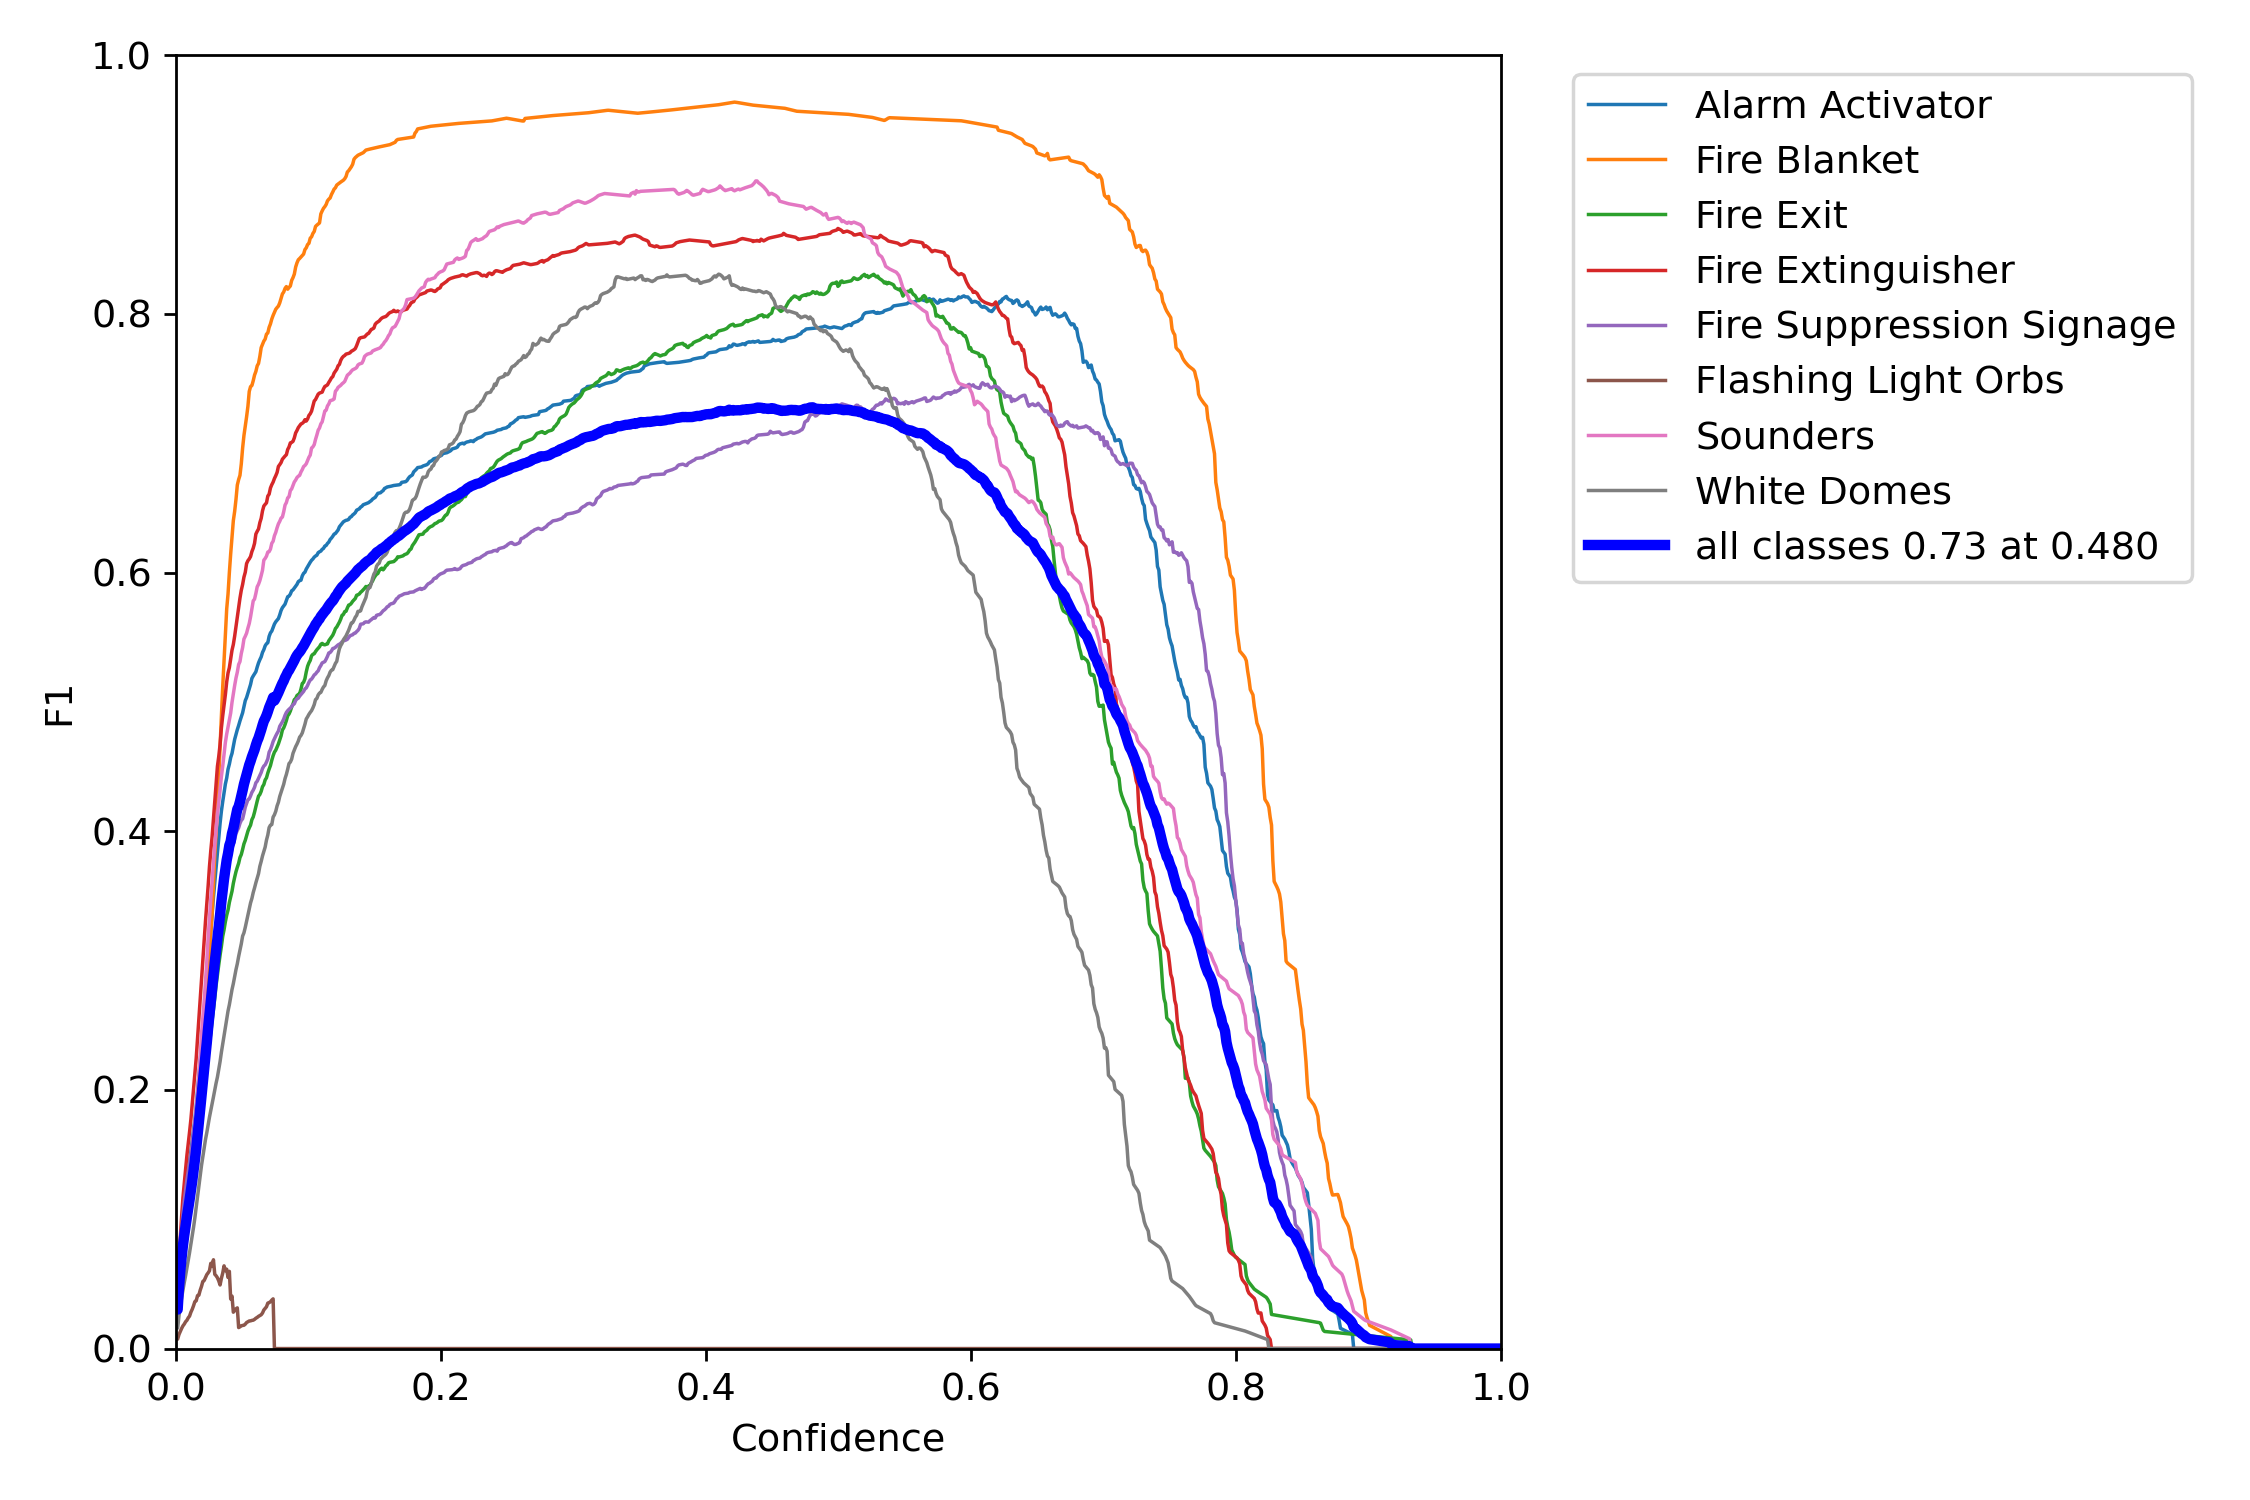 1.0
0.8
0.6
0.4
0.2
0.0
F1
0.0 0.2 0.4 0.6 0.8 1.0
Confidence
Alarm Activator
Fire Blanket
Fire Exit
Fire Extinguisher
Fire Suppression Signage
Flashing Light Orbs
Sounders
White Domes
all classes 0.73 at 0.480